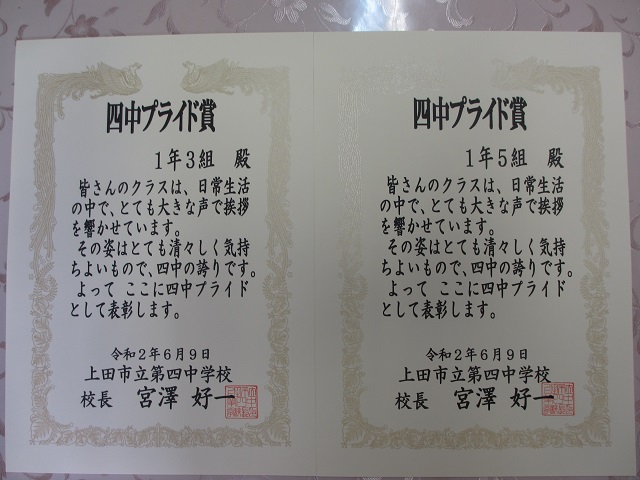 四中プライド賞
1年3組 殿
皆さんのクラスは、日常生活
の中で、とても大きな声で挨拶
を響かせています。
その姿はとても清々しく気持
ちよいもので、四中の誇りです。
よって ここに四中プライド
として表彰します。
令和2年6月9日
上田市立第四中学校
校長 宮澤 好一
四中プライド賞
1年5組 殿
皆さんのクラスは、日常生活
の中で、とても大きな声で挨拶
を響かせています。
その姿はとても清々しく気持
ちよいもので、四中の誇りです。
よって ここに四中プライド
として表彰します。
令和2年6月9日
上田市立第四中学校
校長 宮澤 好一